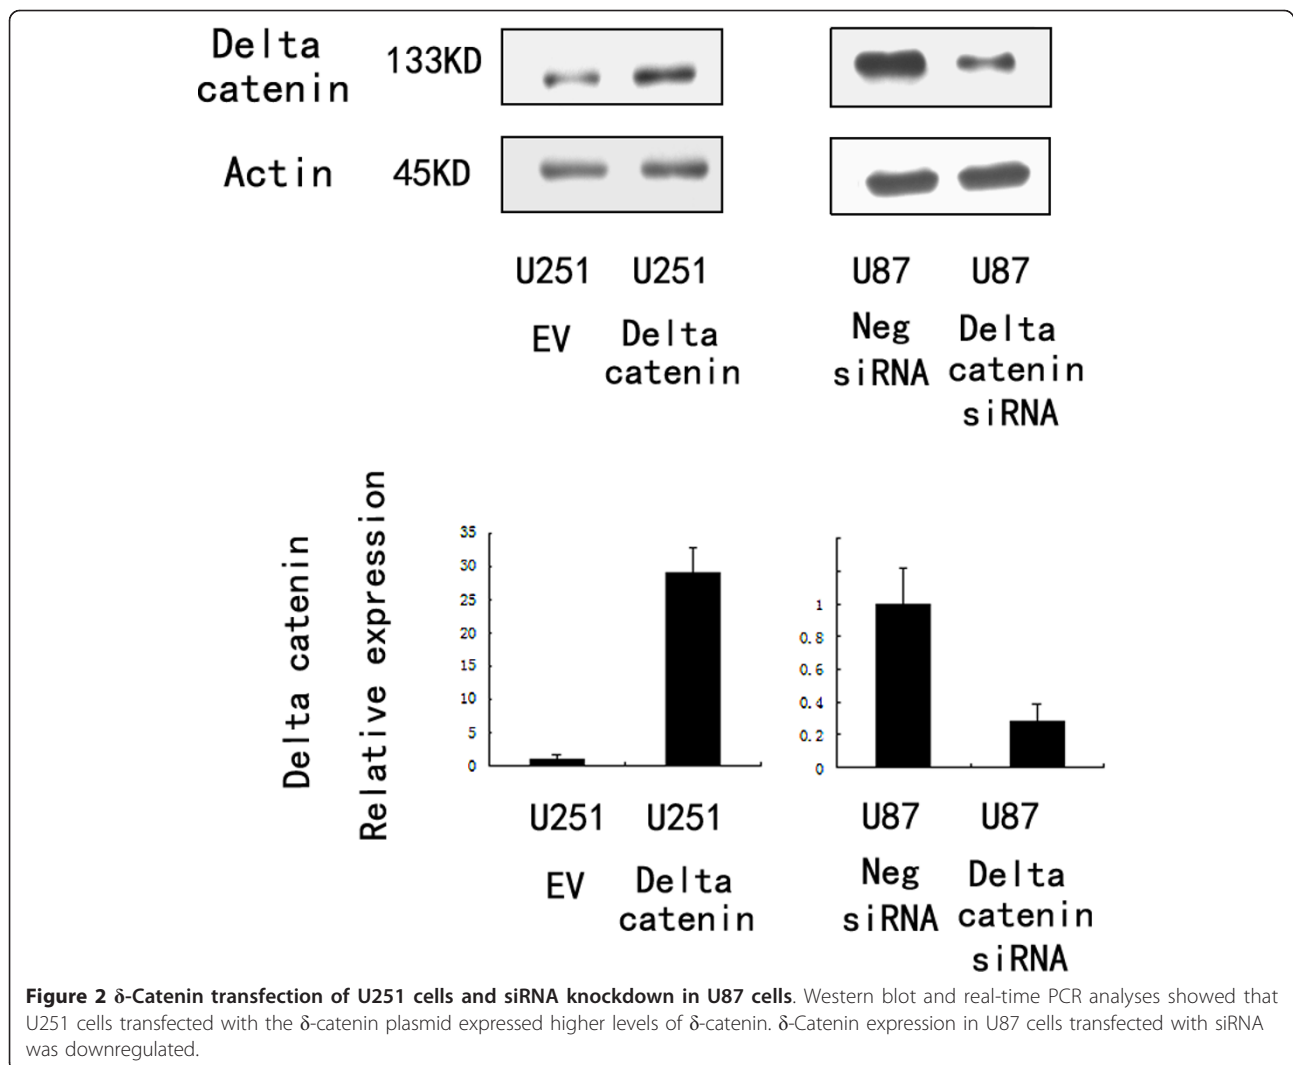 Delta
catenin
133KD
Actin
45KD
U251
U251
U87
U87
EV
Delta
catenin
Neg
siRNA
Delta
catenin
siRNA
Delta catenin
Relative expression
35
30
25
20
15
10
5
0
1
0.8
0.6
0.4
0.2
0
U251
U251
U87
U87
EV
Delta
catenin
Neg
siRNA
Delta
catenin
siRNA
Figure 2 δ-Catenin transfection of U251 cells and siRNA knockdown in U87 cells. Western blot and real-time PCR analyses showed that
U251 cells transfected with the δ-catenin plasmid expressed higher levels of δ-catenin. δ-Catenin expression in U87 cells transfected with siRNA
was downregulated.